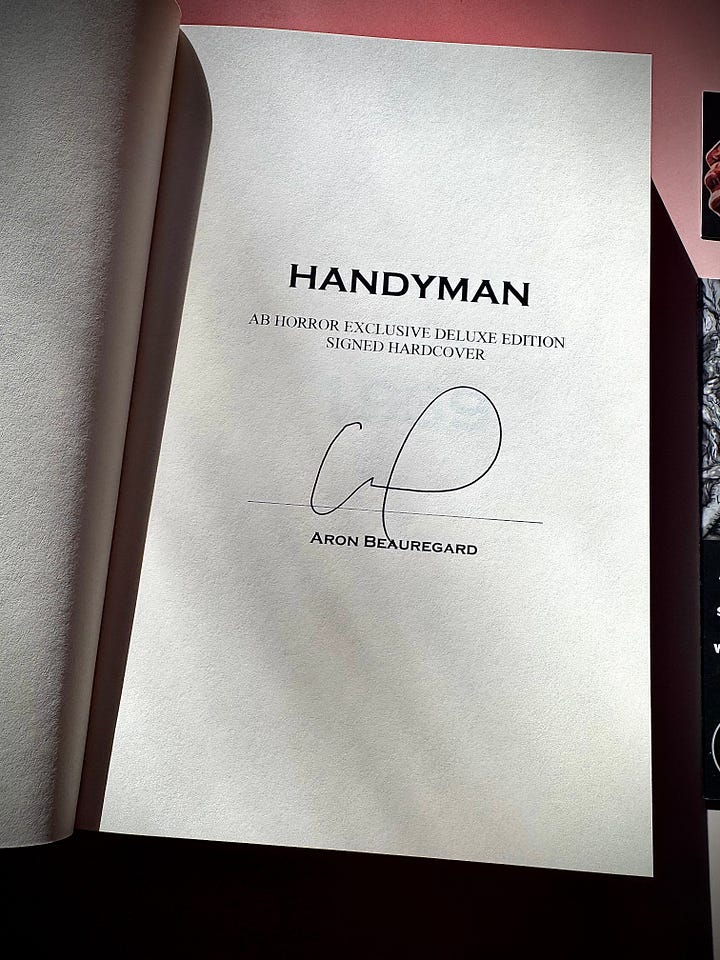 HANDYMAN
AB HORROR EXCLUSIVE DELUXE EDITION
SIGNED HARDCOVER
ARON BEAUREGARD